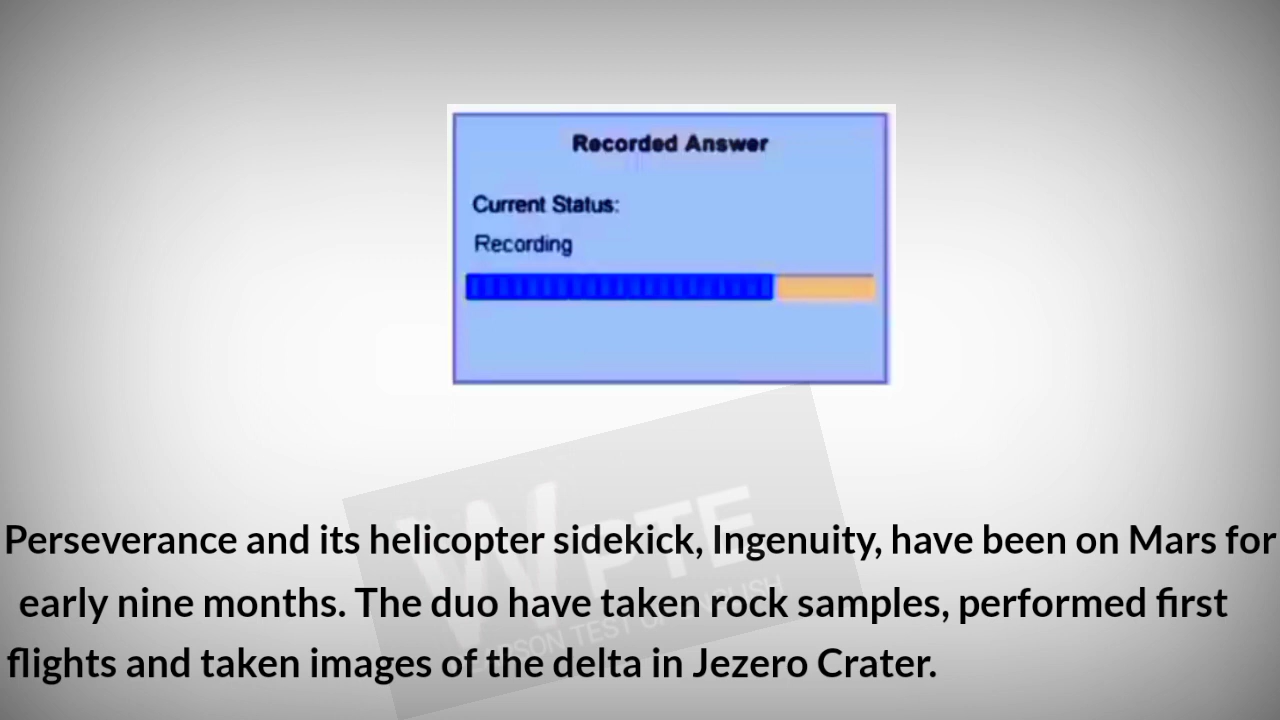 Recorded Answer
Current Status:
Recording
Perseverance and its helicopter sidekick, Ingenuity, have been on Mars for
early nine months. The duo have taken rock samples, performed first
flights and taken images of the delta in Jezero Crater.
W PTE